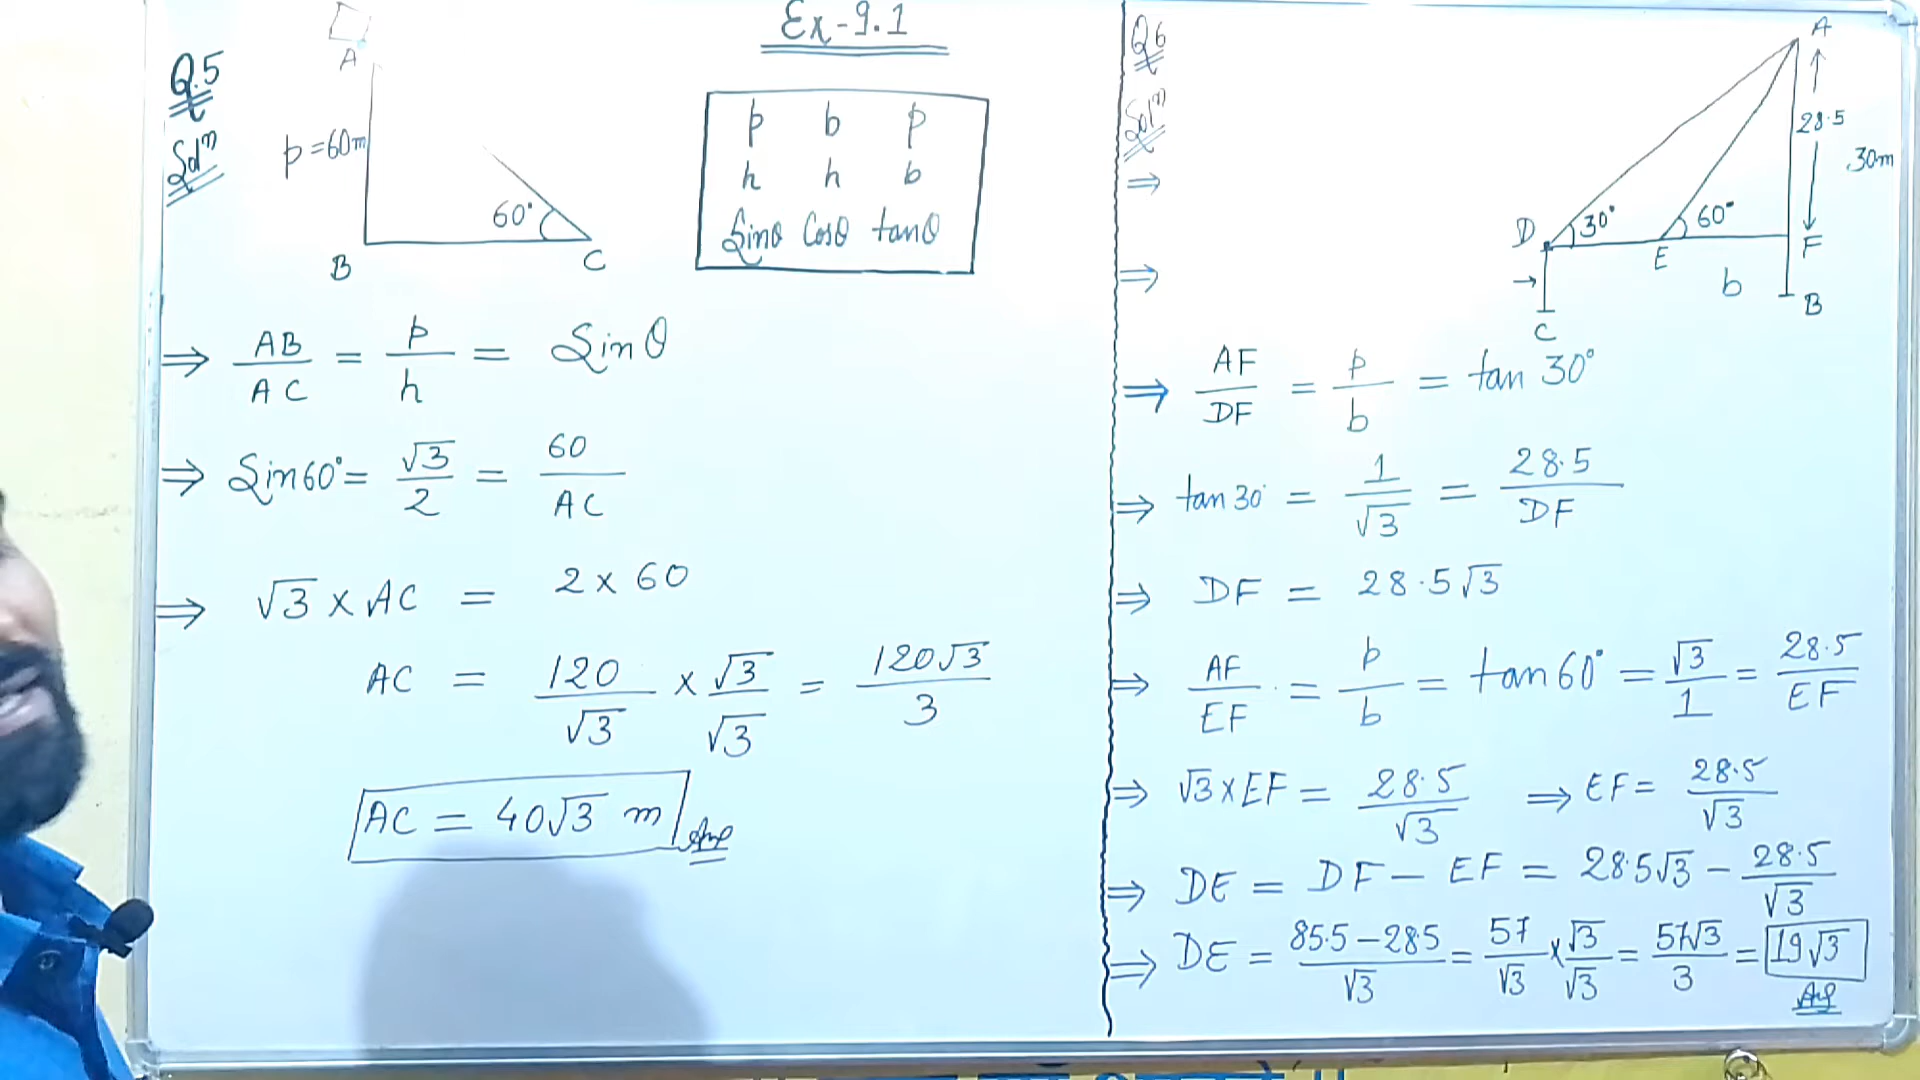 Ex-9.1
Q.5
Solⁿ
A
p = 60m
60°
B
C
p b p
h h b
Sinθ Cosθ tanθ
⇒ AB/AC = p/h = Sin θ
⇒ Sin60° = √3/2 = 60/AC
⇒ √3 × AC = 2 × 60
AC = 120/√3 × √3/√3 = 120√3/3
AC = 40√3 m Ans
Q6
Solⁿ
⇒
⇒
A
28.5
30m
D
30°
60°
F
E
→
b
B
C
⇒ AF/DF = p/b = tan 30°
⇒ tan 30° = 1/√3 = 28.5/DF
⇒ DF = 28.5√3
⇒ AF/EF = p/b = tan 60° = √3/1 = 28.5/EF
⇒ √3×EF = 28.5/√3 ⇒ EF = 28.5/√3
⇒ DE = DF − EF = 28.5√3 − 28.5/√3
⇒ DE = 85.5 − 28.5/√3 = 57/√3 × √3/√3 = 57√3/3 = 19√3
Ans